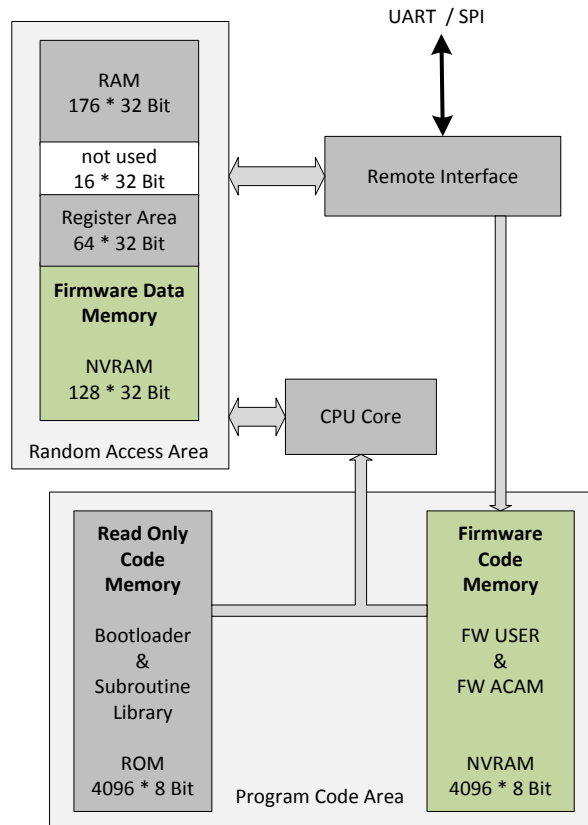 UART / SPI
RAM
176 * 32 Bit
not used
16 * 32 Bit
Register Area
64 * 32 Bit
Firmware Data
Memory
NVRAM
128 * 32 Bit
Random Access Area
Remote Interface
CPU Core
Read Only
Code
Memory
Bootloader
&
Subroutine
Library
ROM
4096 * 8 Bit
Program Code Area
Firmware
Code
Memory
FW USER
&
FW ACAM
NVRAM
4096 * 8 Bit